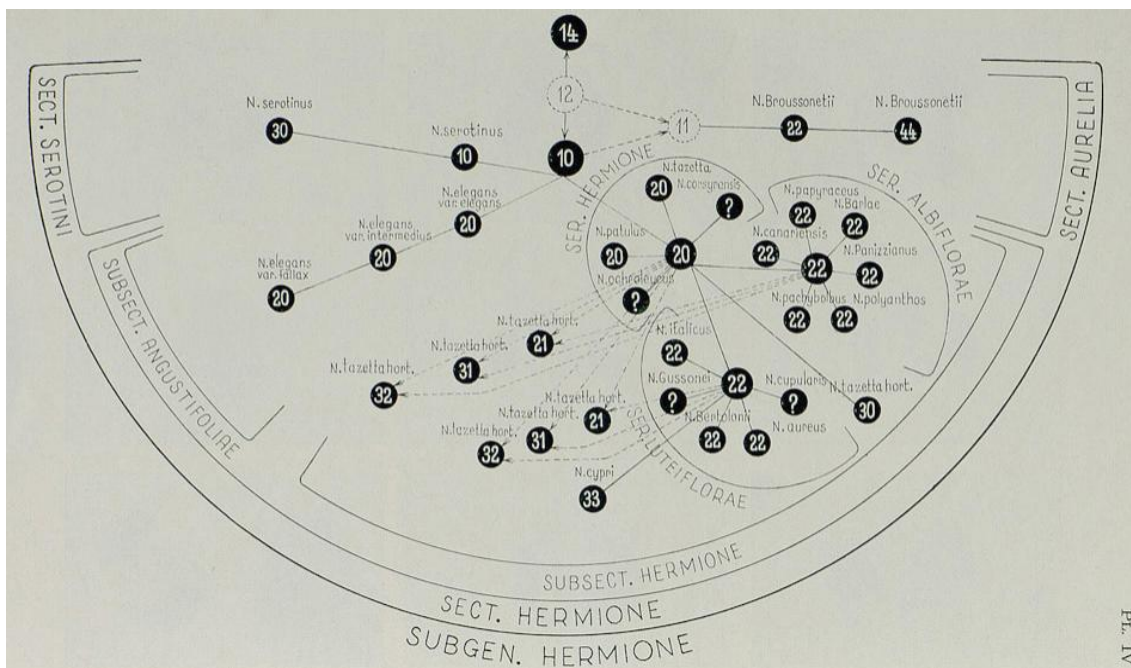 14
12
11
N. Broussonetii
22
N. Broussonetii
44
N. serotinus
30
N. serotinus
10
10
N.elegans
var. elegans
20
N.elegans
var. intermedius
20
N.elegans
var. fallax
20
SER. HERMIONE
N.tazetta
20
N.corsyrensis
?
N.patulus
20
20
N.ochroleucus
?
SER. ALBIFLORAE
N.papyraceus
22
N.Barlae
22
N.canariensis
22
22
N.Panizzianus
22
N.pachybolbus
22
N.polyanthos
22
N.tazetta hort.
21
N.tazetta hort.
31
N.tazetta hort.
32
N.tazetta hort.
21
N.tazetta hort.
31
N.tazetta hort.
32
N.italicus
22
N.Gussonei
?
22
N.cupularis
?
N.tazetta hort.
30
N.Bertolonii
22
N.aureus
22
SER. LUTEIFLORAE
N.cypri
33
SECT. SEROTINI
SUBSECT. ANGUSTIFOLIAE
SECT. AURELIA
SUBSECT. HERMIONE
SECT. HERMIONE
SUBGEN. HERMIONE
PL. IV